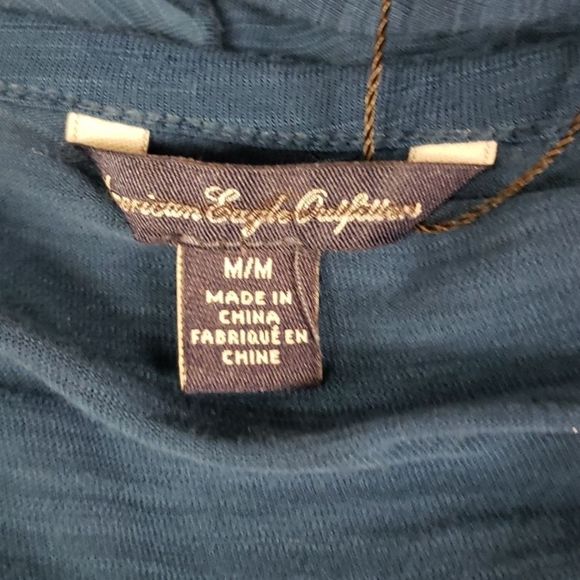 American Eagle Outfitters
M/M
MADE IN
CHINA
FABRIQUÉ EN
CHINE